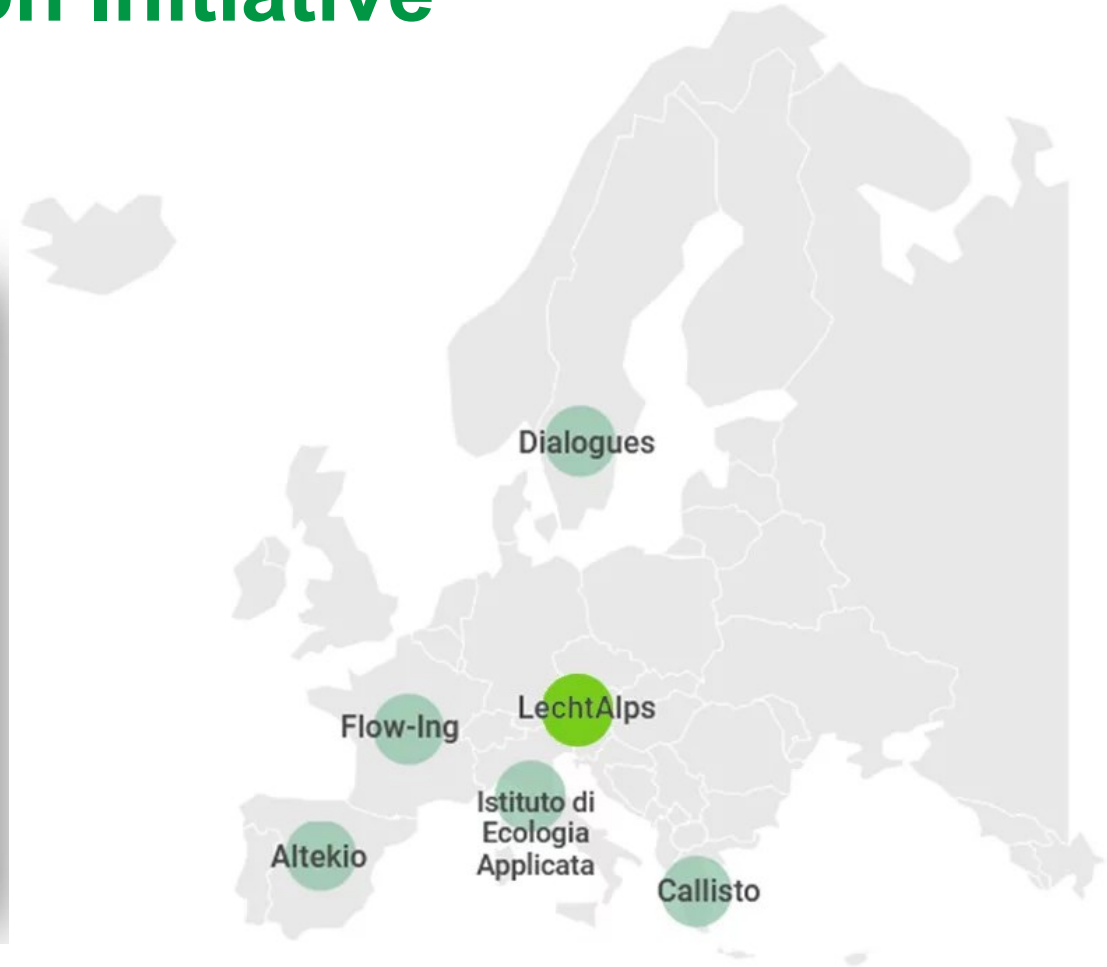 on Initiative
Dialogues
LechtAlps
Flow-Ing
Istituto di
Ecologia
Applicata
Altekio
Callisto